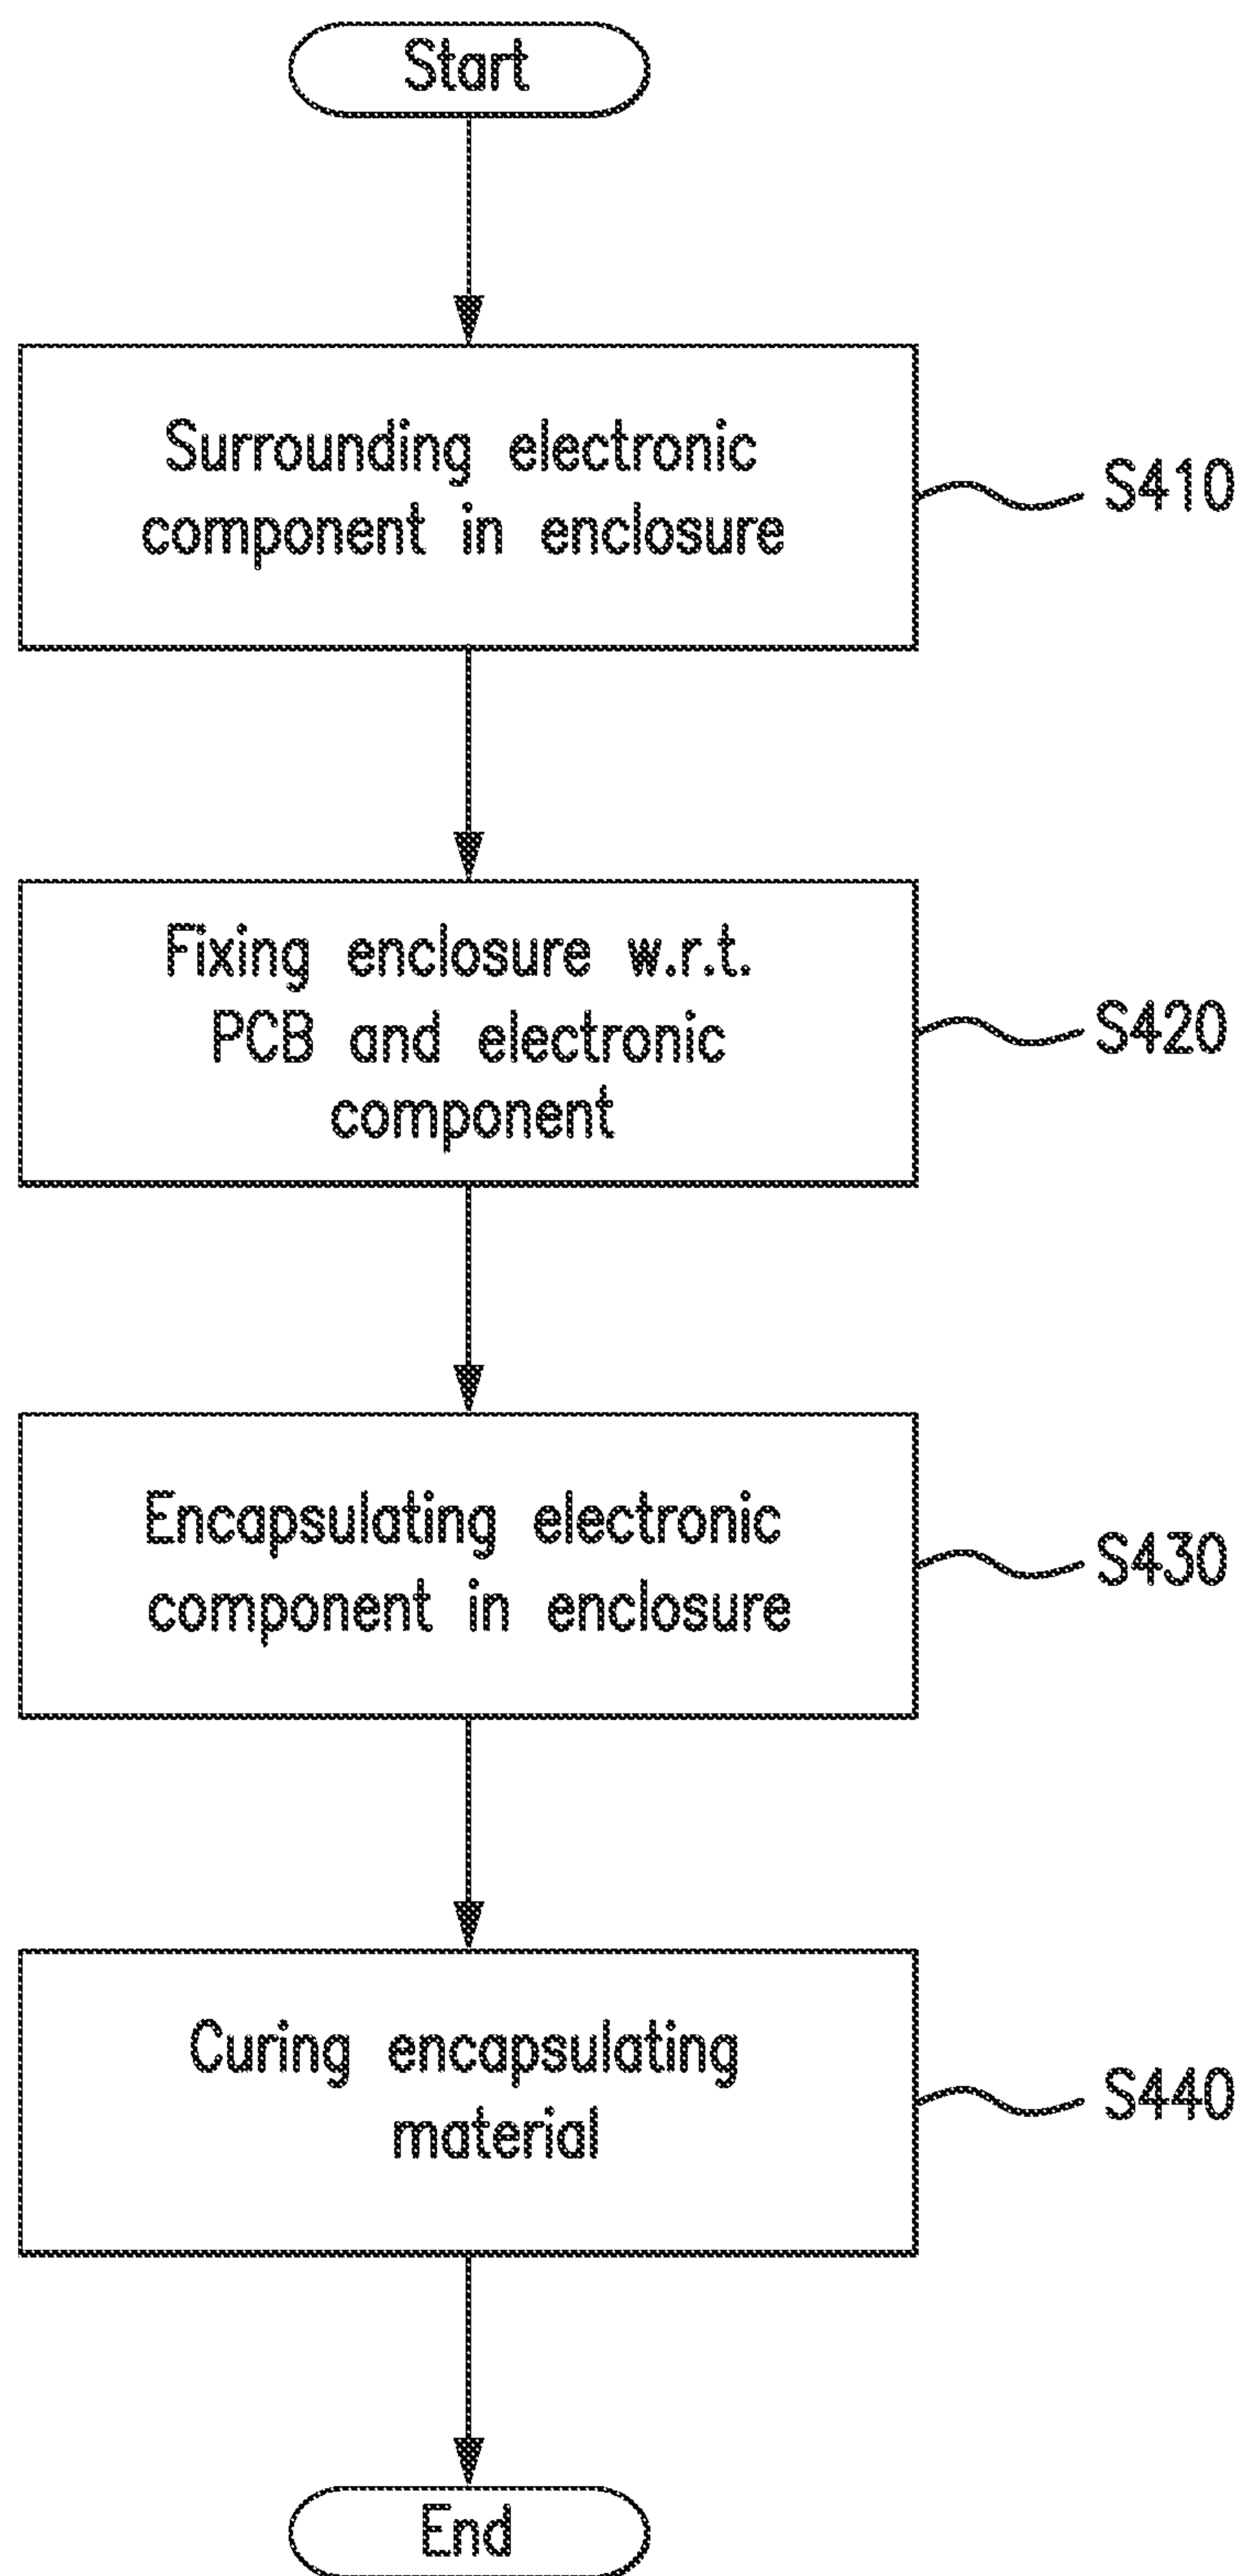 Start
Surrounding electronic
component in enclosure
S410
Fixing enclosure w.r.t.
PCB and electronic
component
S420
Encapsulating electronic
component in enclosure
S430
Curing encapsulating
material
S440
End